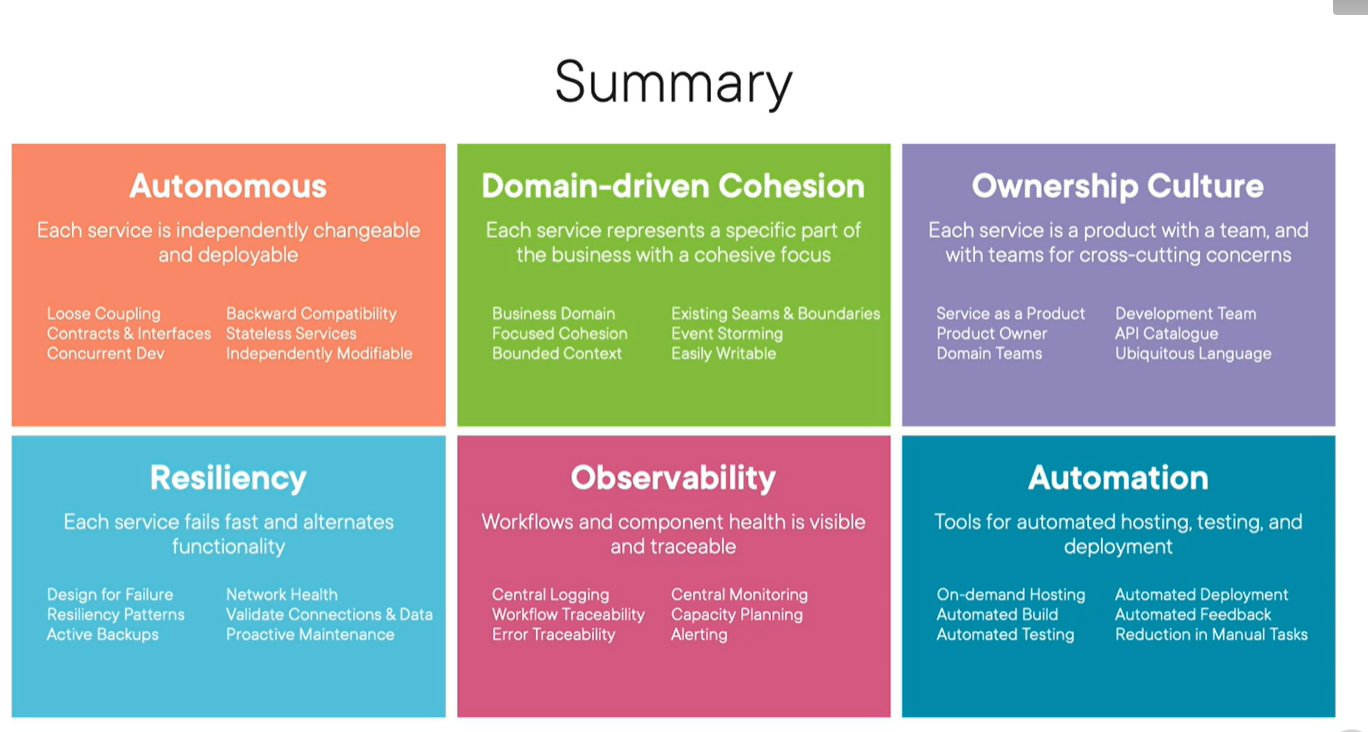 Summary
Autonomous
Each service is independently changeable
and deployable
Loose Coupling
Contracts & Interfaces
Concurrent Dev
Backward Compatibility
Stateless Services
Independently Modifiable
Domain-driven Cohesion
Each service represents a specific part of
the business with a cohesive focus
Business Domain
Focused Cohesion
Bounded Context
Existing Seams & Boundaries
Event Storming
Easily Writable
Ownership Culture
Each service is a product with a team, and
with teams for cross-cutting concerns
Service as a Product
Product Owner
Domain Teams
Development Team
API Catalogue
Ubiquitous Language
Resiliency
Each service fails fast and alternates
functionality
Design for Failure
Resiliency Patterns
Active Backups
Network Health
Validate Connections & Data
Proactive Maintenance
Observability
Workflows and component health is visible
and traceable
Central Logging
Workflow Traceability
Error Traceability
Central Monitoring
Capacity Planning
Alerting
Automation
Tools for automated hosting, testing, and
deployment
On-demand Hosting
Automated Build
Automated Testing
Automated Deployment
Automated Feedback
Reduction in Manual Tasks